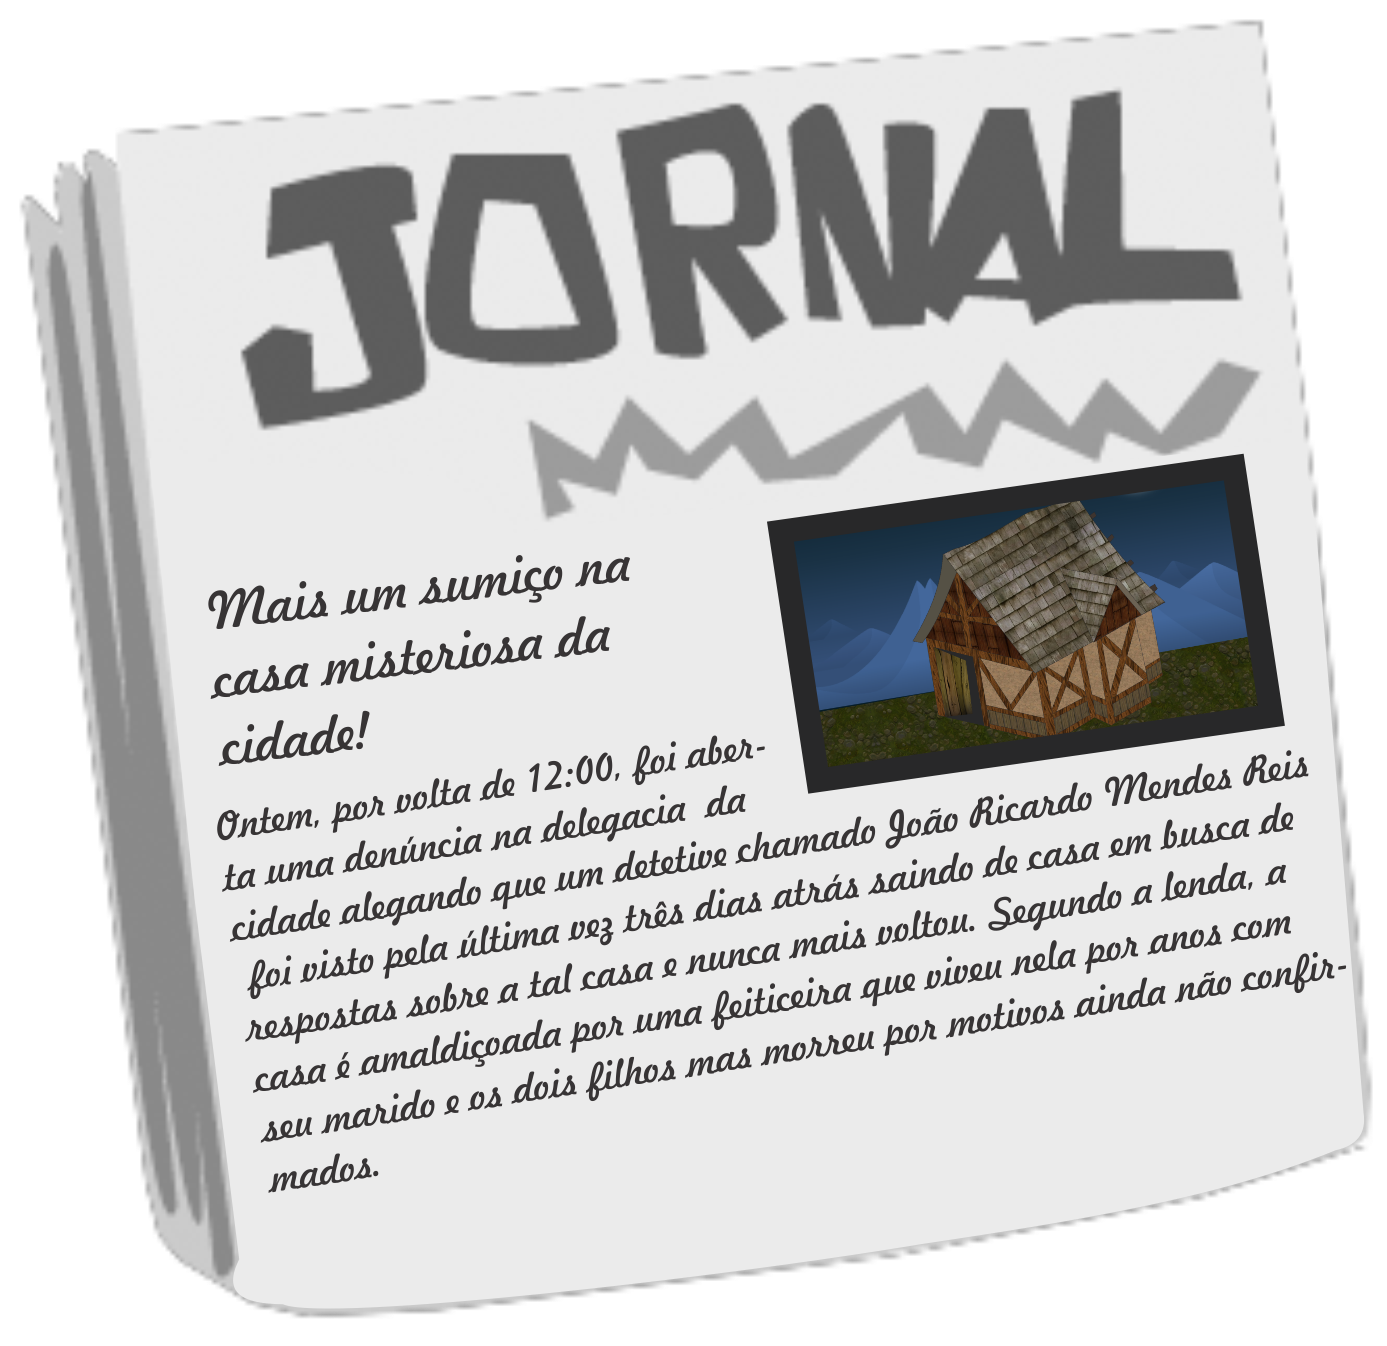 JORNAL
Mais um sumiço na
casa misteriosa da
cidade!
Ontem, por volta de 12:00, foi aber-
ta uma denúncia na delegacia da
cidade alegando que um detetive chamado João Ricardo Mendes Reis
foi visto pela última vez três dias atrás saindo de casa em busca de
respostas sobre a tal casa e nunca mais voltou. Segundo a lenda, a
casa é amaldiçoada por uma feiticeira que viveu nela por anos com
seu marido e os dois filhos mas morreu por motivos ainda não confir-
mados.